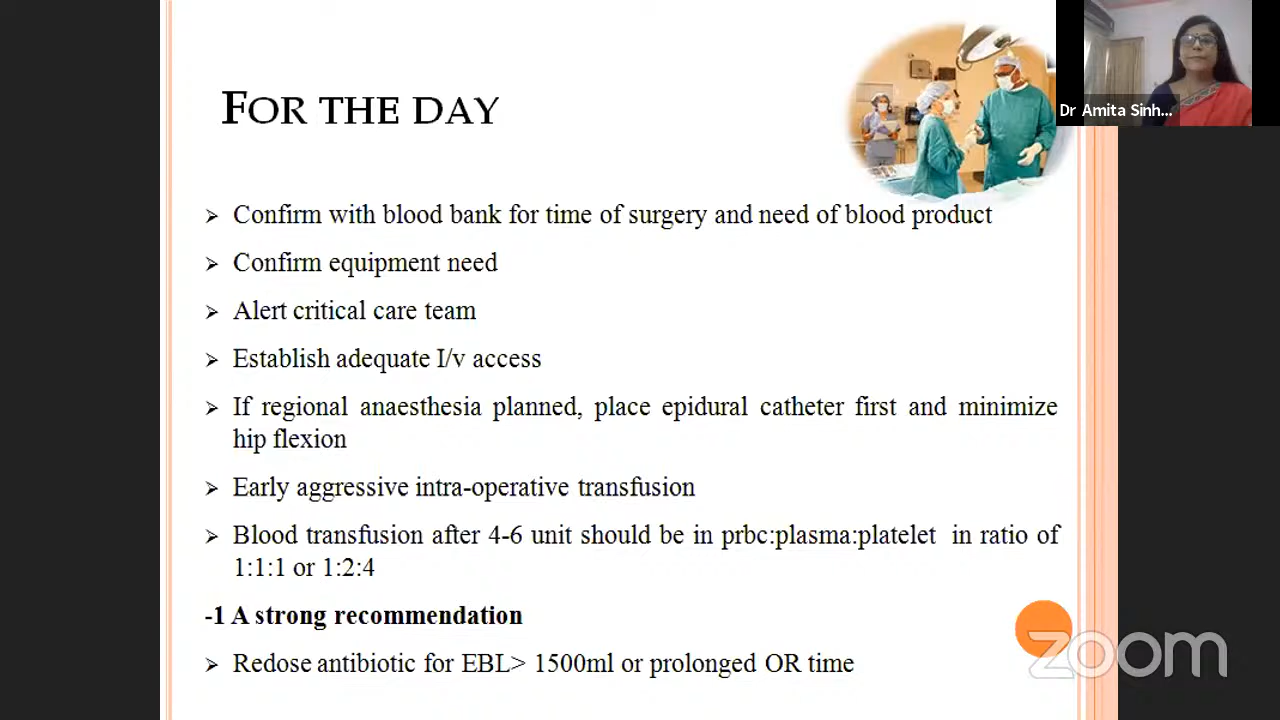 FOR THE DAY
Dr Amita Sinh...
➢ Confirm with blood bank for time of surgery and need of blood product
➢ Confirm equipment need
➢ Alert critical care team
➢ Establish adequate I/v access
➢ If regional anaesthesia planned, place epidural catheter first and minimize
hip flexion
➢ Early aggressive intra-operative transfusion
➢ Blood transfusion after 4-6 unit should be in prbc:plasma:platelet in ratio of
1:1:1 or 1:2:4
-1 A strong recommendation
➢ Redose antibiotic for EBL> 1500ml or prolonged OR time
zoom